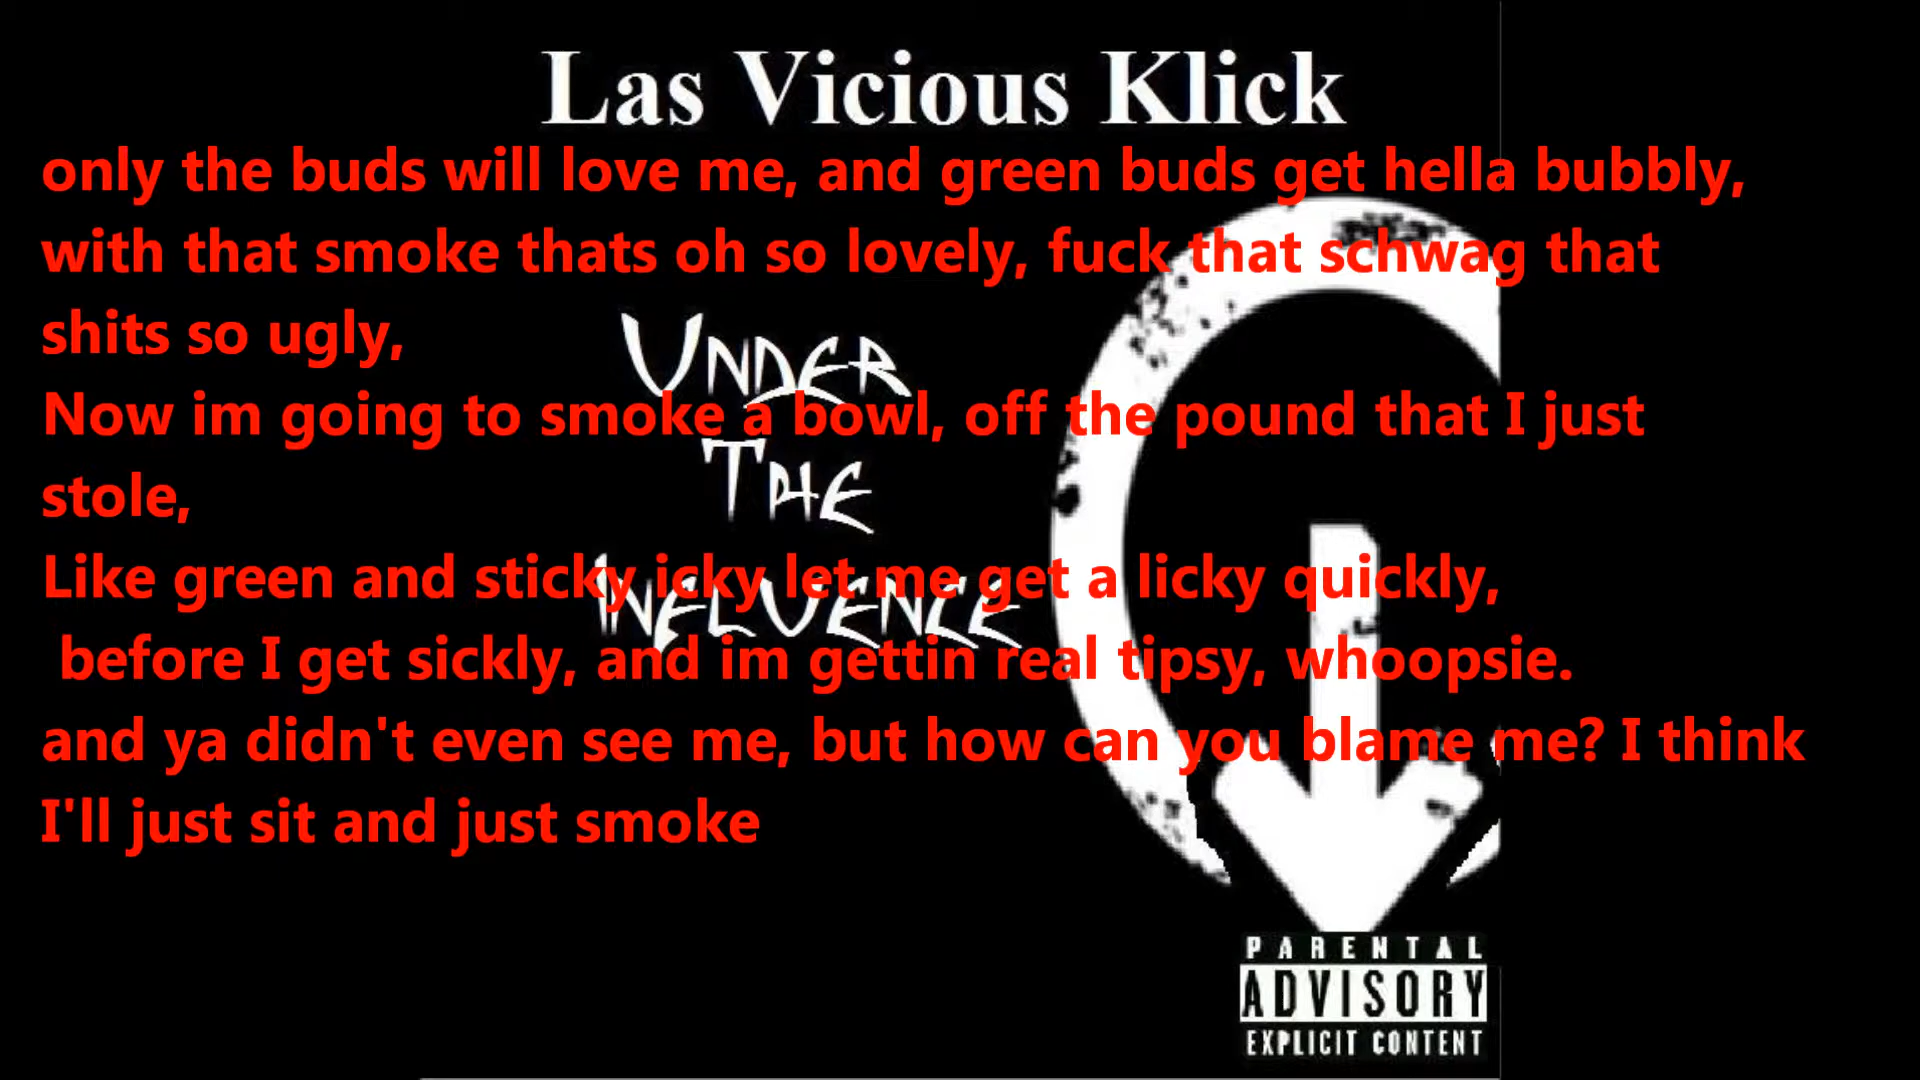 Las Vicious Klick
only the buds will love me, and green buds get hella bubbly,
with that smoke thats oh so lovely, fuck that schwag that
shits so ugly,
Under
Now im going to smoke a bowl, off the pound that I just
The
stole,
Like green and sticky icky let me get a licky quickly,
Influence
before I get sickly, and im gettin real tipsy, whoopsie.
and ya didn't even see me, but how can you blame me? I think
I'll just sit and just smoke
PARENTAL
ADVISORY
EXPLICIT CONTENT